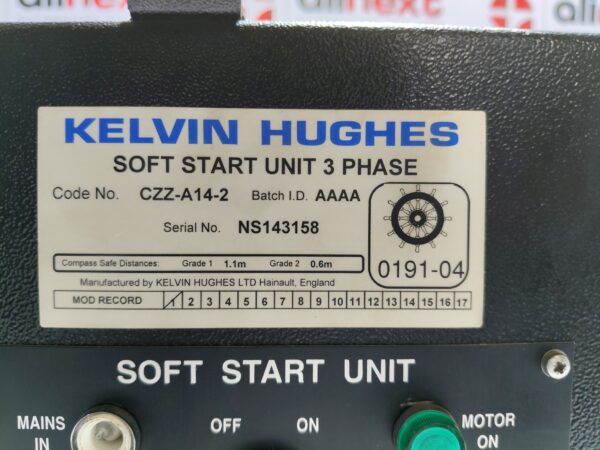 alinext alinext
KELVIN HUGHES
SOFT START UNIT 3 PHASE
Code No. CZZ-A14-2 Batch I.D. AAAA
Serial No. NS143158
Compass Safe Distances: Grade 1 1.1m Grade 2 0.6m
0191-04
Manufactured by KELVIN HUGHES LTD Hainault, England
MOD RECORD 1 2 3 4 5 6 7 8 9 10 11 12 13 14 15 16 17
SOFT START UNIT
MAINS IN OFF ON MOTOR ON